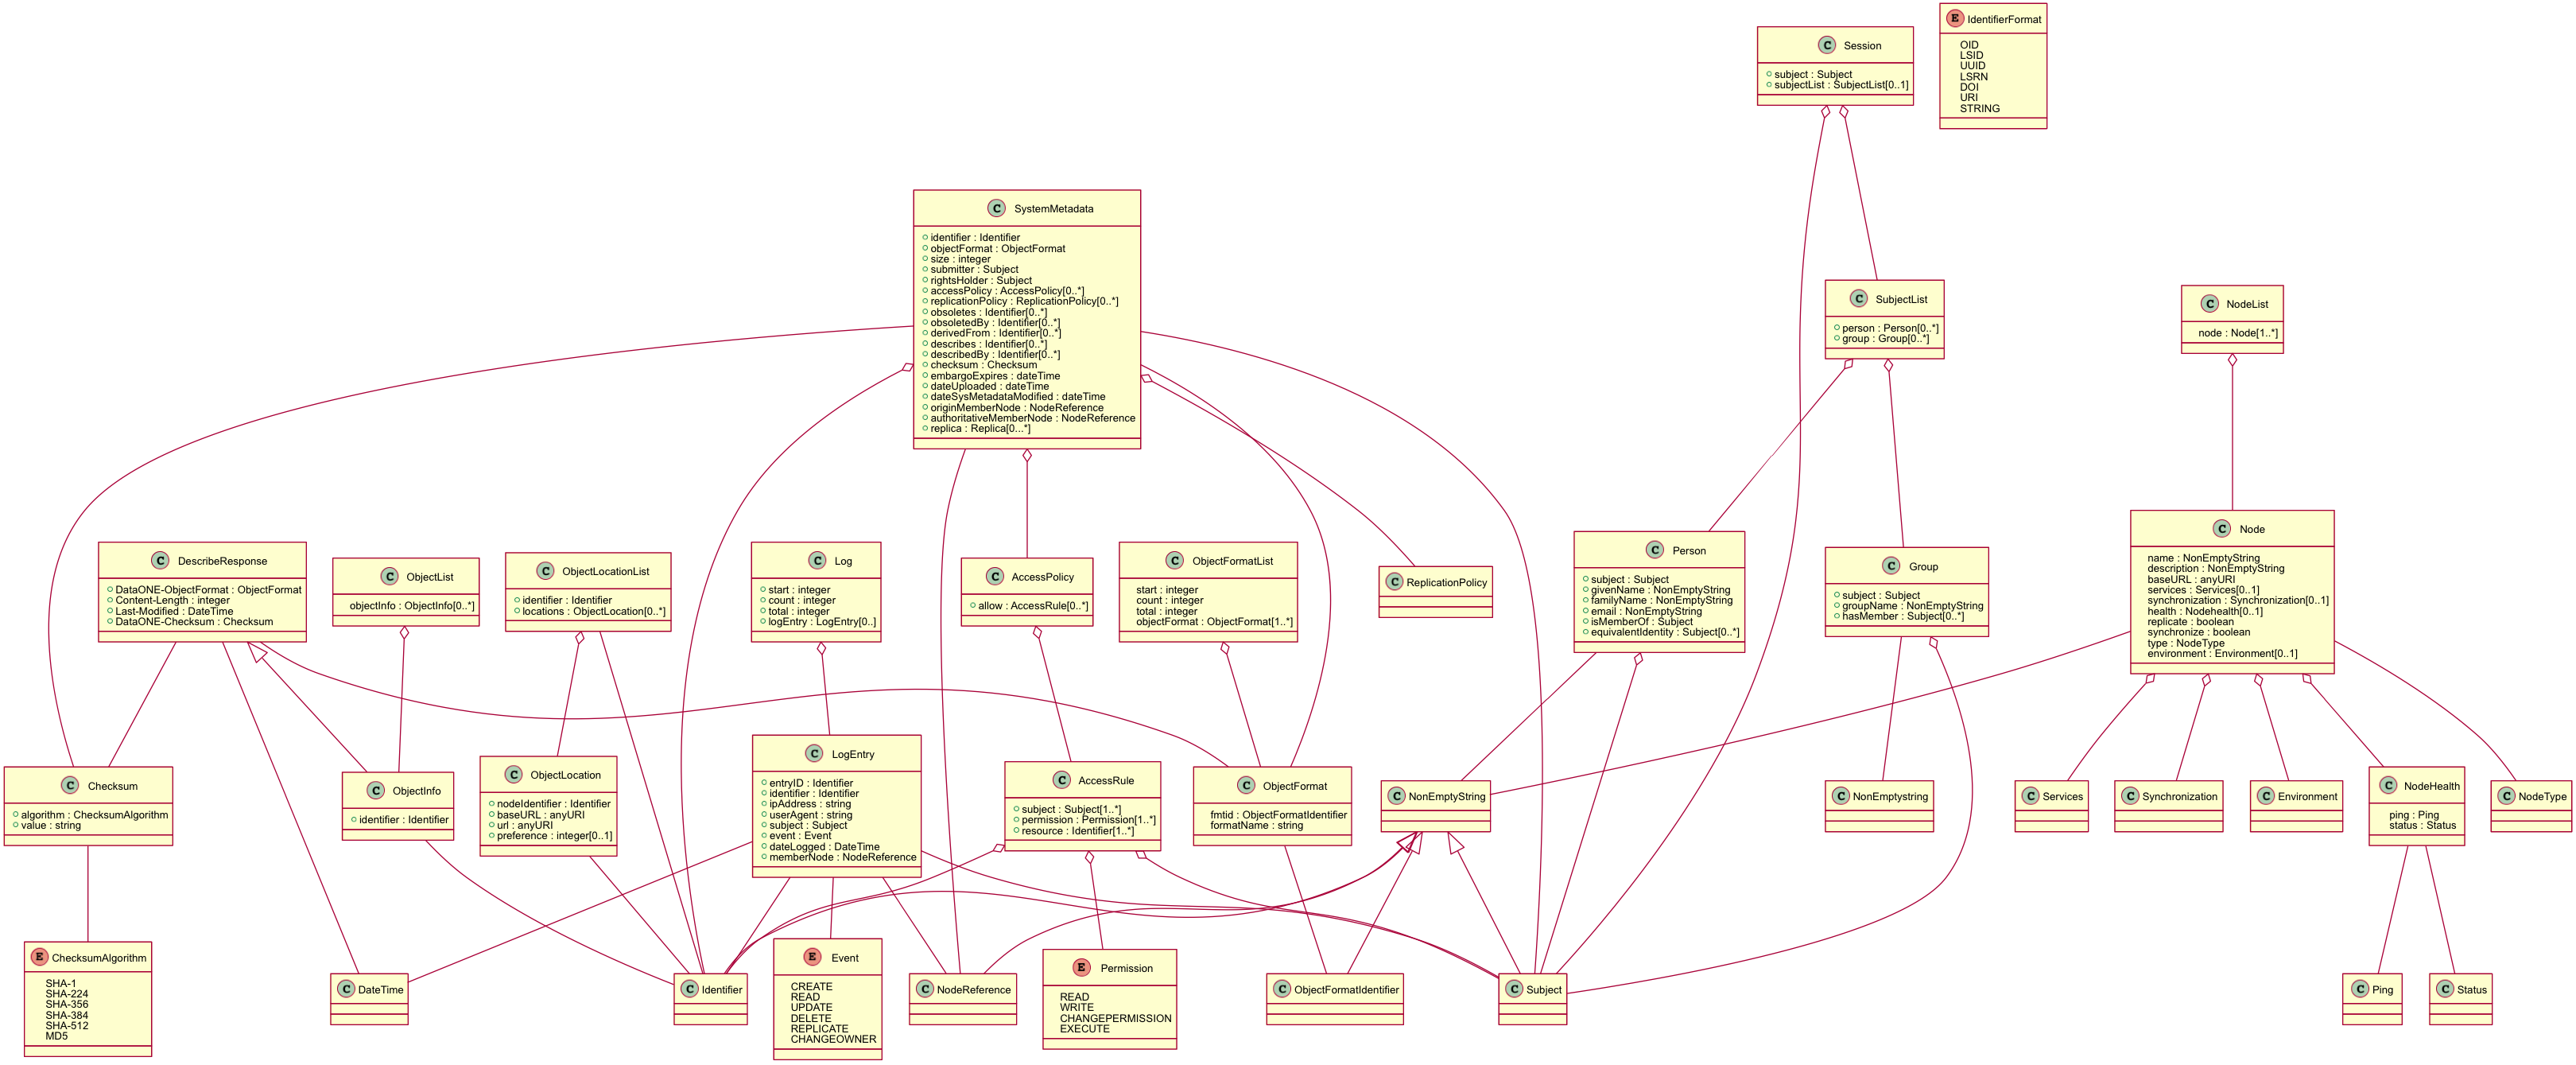 E IdentifierFormat
OID
LSID
UUID
LSRN
DOI
URI
STRING
C Session
subject : Subject
subjectList : SubjectList[0..1]
C SystemMetadata
identifier : Identifier
objectFormat : ObjectFormat
size : integer
submitter : Subject
rightsHolder : Subject
accessPolicy : AccessPolicy[0..*]
replicationPolicy : ReplicationPolicy[0..*]
obsoletes : Identifier[0..*]
obsoletedBy : Identifier[0..*]
derivedFrom : Identifier[0..*]
describes : Identifier[0..*]
describedBy : Identifier[0..*]
checksum : Checksum
embargoExpires : dateTime
dateUploaded : dateTime
dateSysMetadataModified : dateTime
originMemberNode : NodeReference
authoritativeMemberNode : NodeReference
replica : Replica[0...*]
C SubjectList
person : Person[0..*]
group : Group[0..*]
C NodeList
node : Node[1..*]
C DescribeResponse
DataONE-ObjectFormat : ObjectFormat
Content-Length : integer
Last-Modified : DateTime
DataONE-Checksum : Checksum
C ObjectList
objectInfo : ObjectInfo[0..*]
C ObjectLocationList
identifier : Identifier
locations : ObjectLocation[0..*]
C Log
start : integer
count : integer
total : integer
logEntry : LogEntry[0..]
C AccessPolicy
allow : AccessRule[0..*]
C ObjectFormatList
start : integer
count : integer
total : integer
objectFormat : ObjectFormat[1..*]
C ReplicationPolicy
C Person
subject : Subject
givenName : NonEmptyString
familyName : NonEmptyString
email : NonEmptyString
isMemberOf : Subject
equivalentIdentity : Subject[0..*]
C Group
subject : Subject
groupName : NonEmptyString
hasMember : Subject[0..*]
C Node
name : NonEmptyString
description : NonEmptyString
baseURL : anyURI
services : Services[0..1]
synchronization : Synchronization[0..1]
health : Nodehealth[0..1]
replicate : boolean
synchronize : boolean
type : NodeType
environment : Environment[0..1]
C Checksum
algorithm : ChecksumAlgorithm
value : string
C ObjectInfo
identifier : Identifier
C ObjectLocation
nodeIdentifier : Identifier
baseURL : anyURI
url : anyURI
preference : integer[0..1]
C LogEntry
entryID : Identifier
identifier : Identifier
ipAddress : string
userAgent : string
subject : Subject
event : Event
dateLogged : DateTime
memberNode : NodeReference
C AccessRule
subject : Subject[1..*]
permission : Permission[1..*]
resource : Identifier[1..*]
C ObjectFormat
fmtid : ObjectFormatIdentifier
formatName : string
C NonEmptyString
C NonEmptystring
C Services
C Synchronization
C Environment
C NodeHealth
ping : Ping
status : Status
C NodeType
E ChecksumAlgorithm
SHA-1
SHA-224
SHA-356
SHA-384
SHA-512
MD5
C DateTime
C Identifier
E Event
CREATE
READ
UPDATE
DELETE
REPLICATE
CHANGEOWNER
C NodeReference
E Permission
READ
WRITE
CHANGEPERMISSION
EXECUTE
C ObjectFormatIdentifier
C Subject
C Ping
C Status